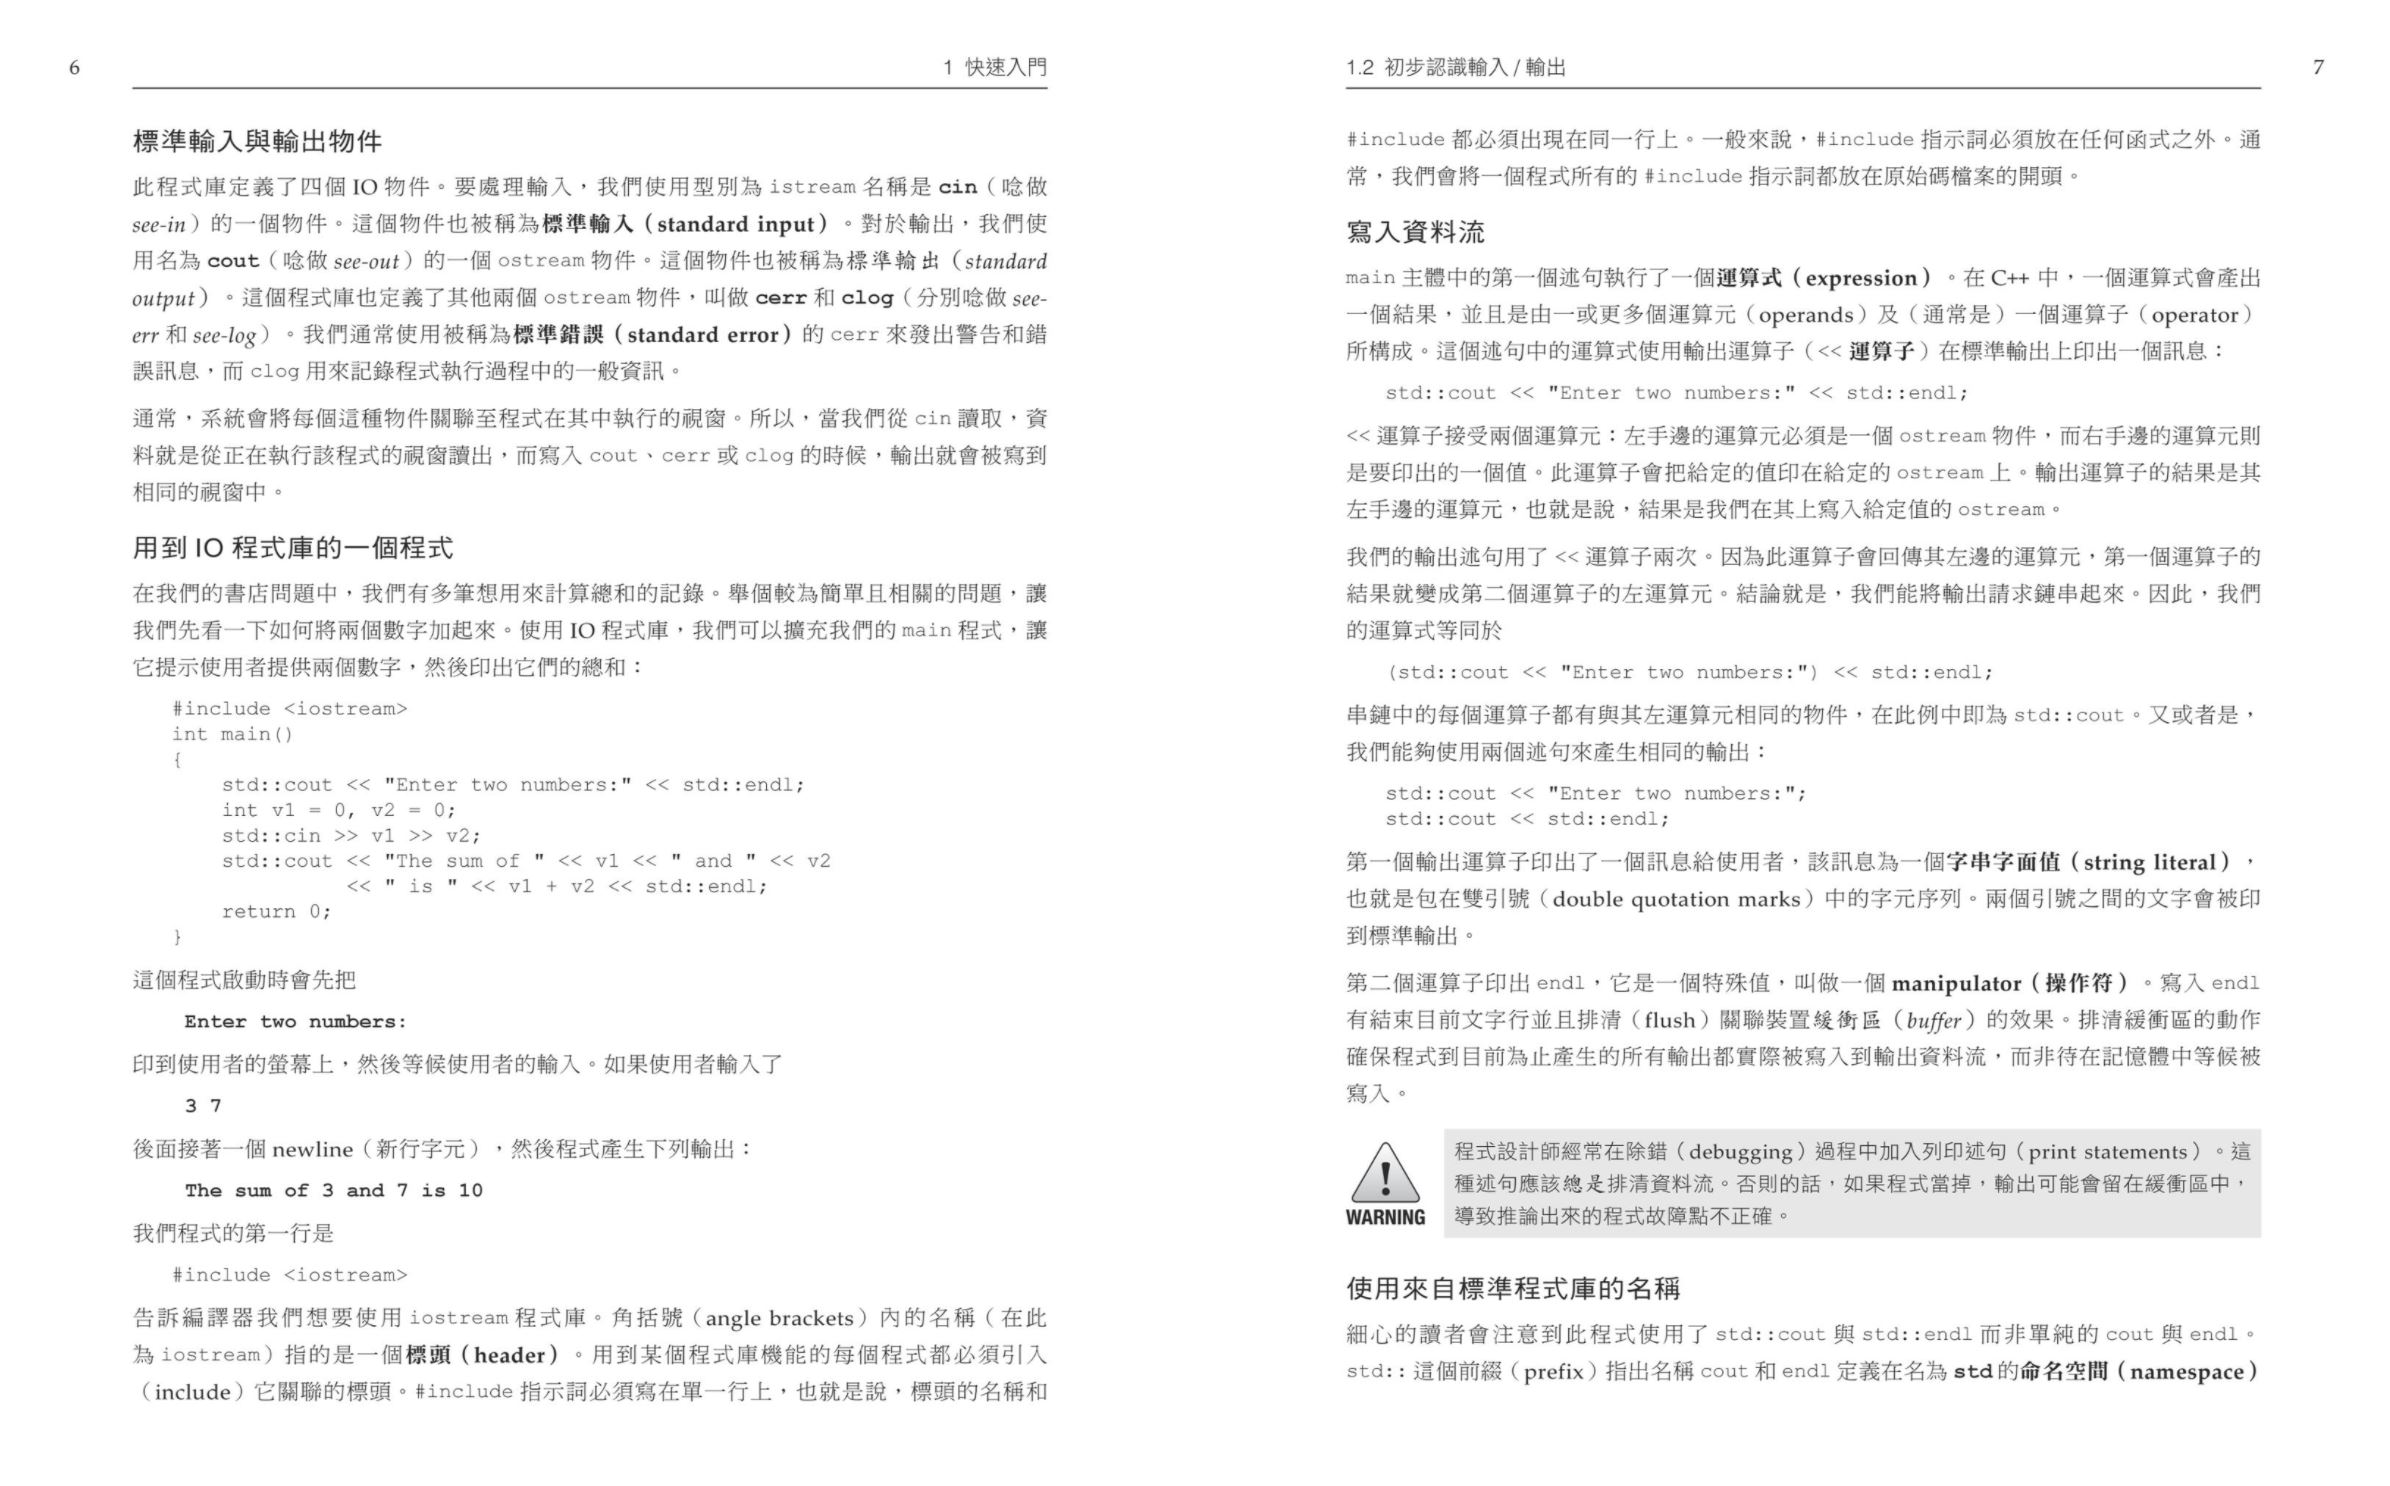 6
1 快速入門
標準輸入與輸出物件
此程式庫定義了四個 IO 物件。要處理輸入，我們使用型別為 istream 名稱是 cin（唸做
see-in）的一個物件。這個物件也被稱為標準輸入（standard input）。對於輸出，我們使
用名為 cout（唸做 see-out）的一個 ostream 物件。這個物件也被稱為標準輸出（standard
output）。這個程式庫也定義了其他兩個 ostream 物件，叫做 cerr 和 clog（分別唸做 see-
err 和 see-log）。我們通常使用被稱為標準錯誤（standard error）的 cerr 來發出警告和錯
誤訊息，而 clog 用來記錄程式執行過程中的一般資訊。
通常，系統會將每個這種物件關聯至程式在其中執行的視窗。所以，當我們從 cin 讀取，資
料就是從正在執行該程式的視窗讀出，而寫入 cout、cerr 或 clog 的時候，輸出就會被寫到
相同的視窗中。
用到 IO 程式庫的一個程式
在我們的書店問題中，我們有多筆想用來計算總和的記錄。舉個較為簡單且相關的問題，讓
我們先看一下如何將兩個數字加起來。使用 IO 程式庫，我們可以擴充我們的 main 程式，讓
它提示使用者提供兩個數字，然後印出它們的總和：
#include <iostream>
int main()
{
    std::cout << "Enter two numbers:" << std::endl;
    int v1 = 0, v2 = 0;
    std::cin >> v1 >> v2;
    std::cout << "The sum of " << v1 << " and " << v2
              << " is " << v1 + v2 << std::endl;
    return 0;
}
這個程式啟動時會先把
Enter two numbers:
印到使用者的螢幕上，然後等候使用者的輸入。如果使用者輸入了
3 7
後面接著一個 newline（新行字元），然後程式產生下列輸出：
The sum of 3 and 7 is 10
我們程式的第一行是
#include <iostream>
告訴編譯器我們想要使用 iostream 程式庫。角括號（angle brackets）內的名稱（在此
為 iostream）指的是一個標頭（header）。用到某個程式庫機能的每個程式都必須引入
（include）它關聯的標頭。#include 指示詞必須寫在單一行上，也就是說，標頭的名稱和
1.2 初步認識輸入 / 輸出
7
#include 都必須出現在同一行上。一般來說，#include 指示詞必須放在任何函式之外。通
常，我們會將一個程式所有的 #include 指示詞都放在原始碼檔案的開頭。
寫入資料流
main 主體中的第一個述句執行了一個運算式（expression）。在 C++ 中，一個運算式會產出
一個結果，並且是由一或更多個運算元（operands）及（通常是）一個運算子（operator）
所構成。這個述句中的運算式使用輸出運算子（<< 運算子）在標準輸出上印出一個訊息：
std::cout << "Enter two numbers:" << std::endl;
<< 運算子接受兩個運算元：左手邊的運算元必須是一個 ostream 物件，而右手邊的運算元則
是要印出的一個值。此運算子會把給定的值印在給定的 ostream 上。輸出運算子的結果是其
左手邊的運算元，也就是說，結果是我們在其上寫入給定值的 ostream。
我們的輸出述句用了 << 運算子兩次。因為此運算子會回傳其左邊的運算元，第一個運算子的
結果就變成第二個運算子的左運算元。結論就是，我們能將輸出請求鏈串起來。因此，我們
的運算式等同於
(std::cout << "Enter two numbers:") << std::endl;
串鏈中的每個運算子都有與其左運算元相同的物件，在此例中即為 std::cout。又或者是，
我們能夠使用兩個述句來產生相同的輸出：
std::cout << "Enter two numbers:";
std::cout << std::endl;
第一個輸出運算子印出了一個訊息給使用者，該訊息為一個字串字面值（string literal），
也就是包在雙引號（double quotation marks）中的字元序列。兩個引號之間的文字會被印
到標準輸出。
第二個運算子印出 endl，它是一個特殊值，叫做一個 manipulator（操作符）。寫入 endl
有結束目前文字行並且排清（flush）關聯裝置緩衝區（buffer）的效果。排清緩衝區的動作
確保程式到目前為止產生的所有輸出都實際被寫入到輸出資料流，而非待在記憶體中等候被
寫入。
程式設計師經常在除錯（debugging）過程中加入列印述句（print statements）。這
種述句應該總是排清資料流。否則的話，如果程式當掉，輸出可能會留在緩衝區中，
導致推論出來的程式故障點不正確。
WARNING
使用來自標準程式庫的名稱
細心的讀者會注意到此程式使用了 std::cout 與 std::endl 而非單純的 cout 與 endl。
std:: 這個前綴（prefix）指出名稱 cout 和 endl 定義在名為 std 的命名空間（namespace）